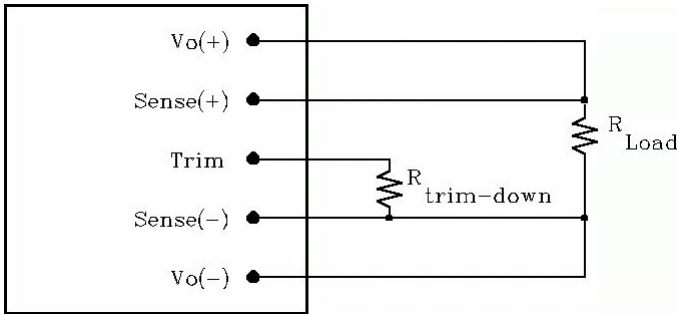 Vo(+)
Sense(+)
R
Load
Trim
R
trim-down
Sense(-)
Vo(-)